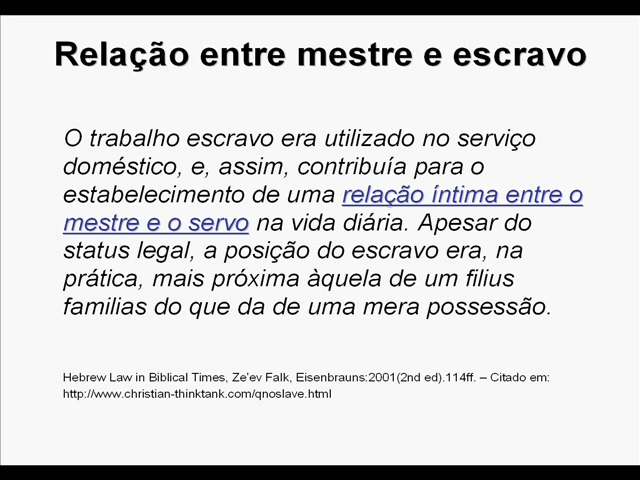 Relação entre mestre e escravo
O trabalho escravo era utilizado no serviço
doméstico, e, assim, contribuía para o
estabelecimento de uma relação íntima entre o
mestre e o servo na vida diária. Apesar do
status legal, a posição do escravo era, na
prática, mais próxima àquela de um filius
familias do que da de uma mera possessão.
Hebrew Law in Biblical Times, Ze'ev Falk, Eisenbrauns:2001(2nd ed).114ff. – Citado em:
http://www.christian-thinktank.com/qnoslave.html